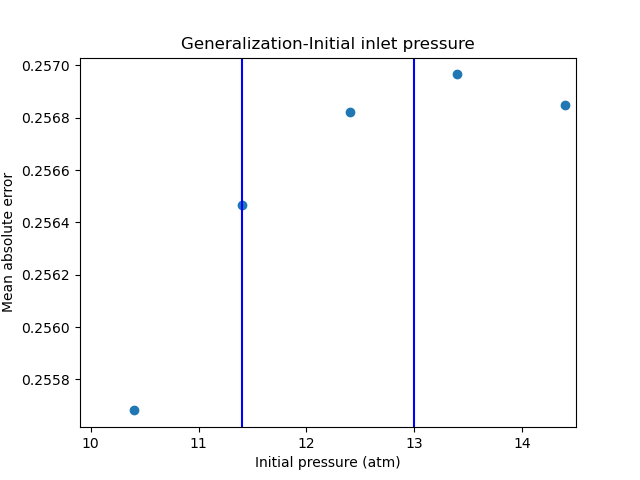 Generalization-Initial inlet pressure
Mean absolute error
0.2570
0.2568
0.2566
0.2564
0.2562
0.2560
0.2558
10 11 12 13 14
Initial pressure (atm)